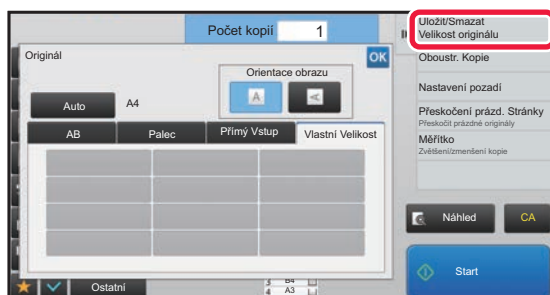 Počet kopií 1
Uložit/Smazat
Velikost originálu
Originál
OK
Oboustr. Kopie
Orientace obrazu
A
A
Nastavení pozadí
Auto
A4
Přeskočení prázd. Stránky
Přeskočit prázdné originály
AB
Palec
Přímý Vstup
Vlastní Velikost
Měřítko
Zvětšení/zmenšení kopie
Náhled
CA
Start
Ostatní
3 B4
4 A3